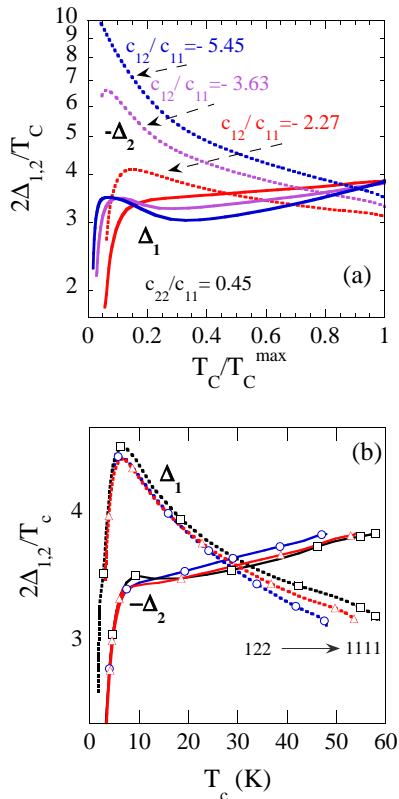 10
9
8
7
6
5
4
3
2
2Δ1,2/TC
c12/c11=- 5.45
c12/c11=- 3.63
c12/c11=- 2.27
-Δ2
Δ1
(a)
c22/c11= 0.45
0 0.2 0.4 0.6 0.8 1
TC/TCmax
(b)
Δ1
4
2Δ1,2/Tc
-Δ2
3
122 1111
0 10 20 30 40 50 60
Tc (K)